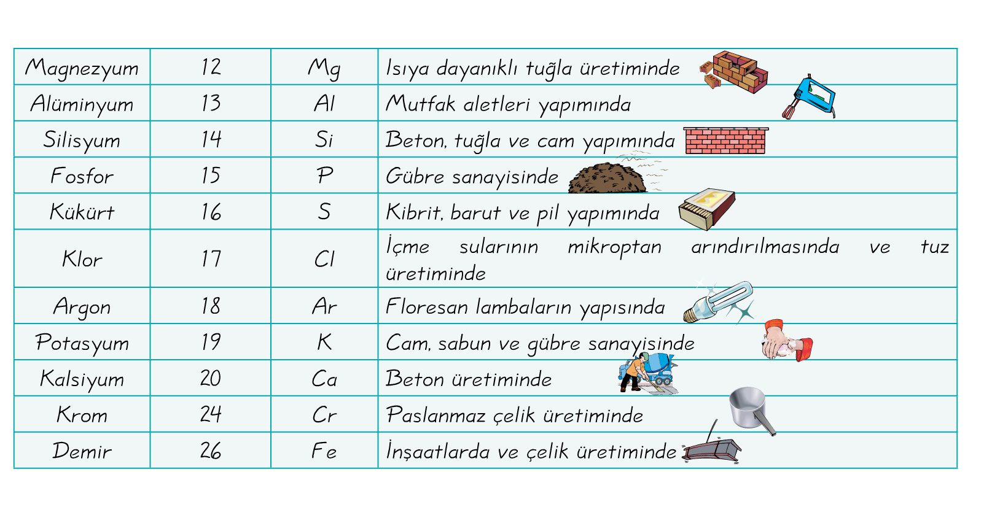 Magnezyum 12 Mg Isıya dayanıklı tuğla üretiminde
Alüminyum 13 Al Mutfak aletleri yapımında
Silisyum 14 Si Beton, tuğla ve cam yapımında
Fosfor 15 P Gübre sanayisinde
Kükürt 16 S Kibrit, barut ve pil yapımında
Klor 17 Cl İçme sularının mikroptan arındırılmasında ve tuz
üretiminde
Argon 18 Ar Floresan lambaların yapısında
Potasyum 19 K Cam, sabun ve gübre sanayisinde
Kalsiyum 20 Ca Beton üretiminde
Krom 24 Cr Paslanmaz çelik üretiminde
Demir 26 Fe İnşaatlarda ve çelik üretiminde